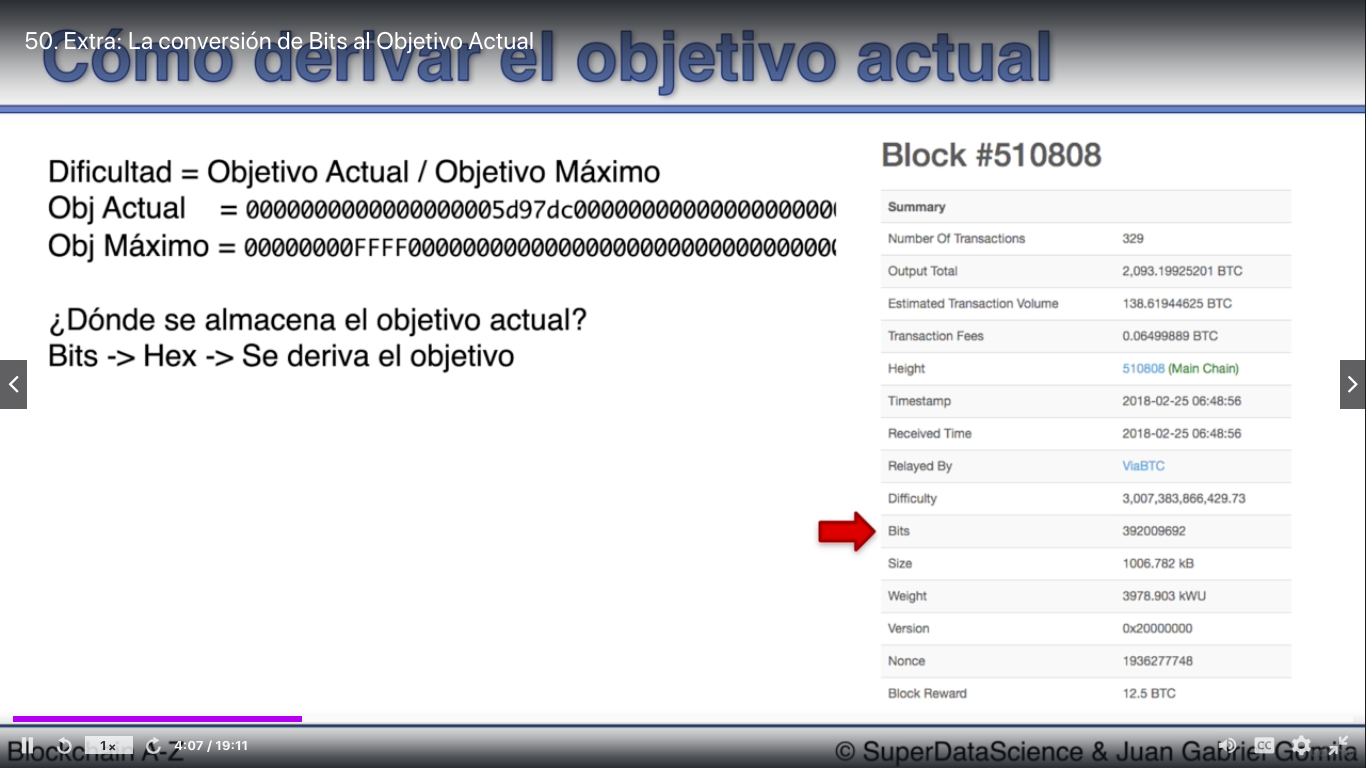 50. Extra: La conversión de Bits al Objetivo Actual
Cómo derivar el objetivo actual
Dificultad = Objetivo Actual / Objetivo Máximo
Obj Actual = 0000000000000000005d97dc0000000000000000000
Obj Máximo = 00000000FFFF0000000000000000000000000000000
¿Dónde se almacena el objetivo actual?
Bits -> Hex -> Se deriva el objetivo
Block #510808
Summary
Number Of Transactions 329
Output Total 2,093.19925201 BTC
Estimated Transaction Volume 138.61944625 BTC
Transaction Fees 0.06499889 BTC
Height 510808 (Main Chain)
Timestamp 2018-02-25 06:48:56
Received Time 2018-02-25 06:48:56
Relayed By ViaBTC
Difficulty 3,007,383,866,429.73
Bits 392009692
Size 1006.782 kB
Weight 3978.903 kWU
Version 0x20000000
Nonce 1936277748
Block Reward 12.5 BTC
Blockchain A-Z
1x
4:07 / 19:11
CC
© SuperDataScience & Juan Gabriel Gomila